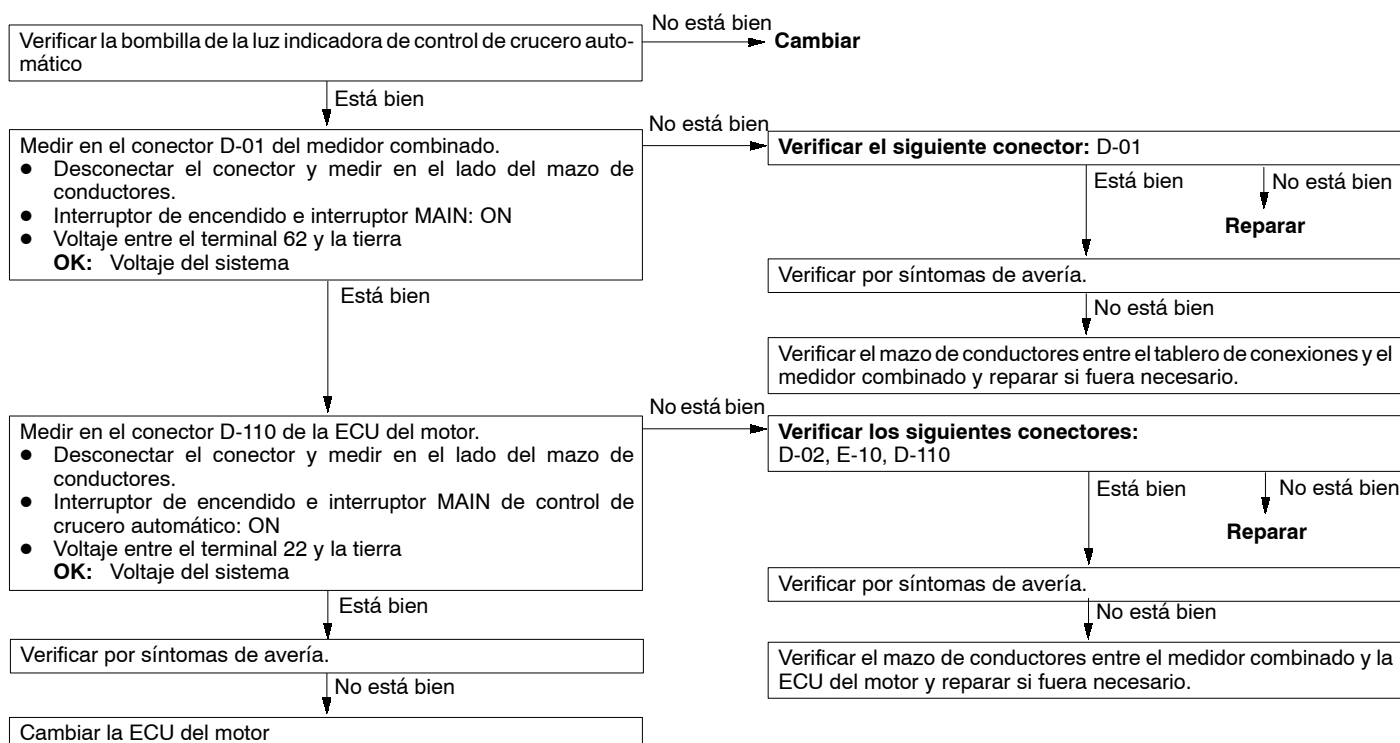 Verificar la bombilla de la luz indicadora de control de crucero auto-
mático
No está bien
Cambiar
Está bien
Medir en el conector D-01 del medidor combinado.
● Desconectar el conector y medir en el lado del mazo de
conductores.
● Interruptor de encendido e interruptor MAIN: ON
● Voltaje entre el terminal 62 y la tierra
OK: Voltaje del sistema
No está bien
Verificar el siguiente conector: D-01
Está bien
No está bien
Reparar
Verificar por síntomas de avería.
No está bien
Verificar el mazo de conductores entre el tablero de conexiones y el
medidor combinado y reparar si fuera necesario.
Está bien
Medir en el conector D-110 de la ECU del motor.
● Desconectar el conector y medir en el lado del mazo de
conductores.
● Interruptor de encendido e interruptor MAIN de control de
crucero automático: ON
● Voltaje entre el terminal 22 y la tierra
OK: Voltaje del sistema
No está bien
Verificar los siguientes conectores:
D-02, E-10, D-110
Está bien
No está bien
Reparar
Verificar por síntomas de avería.
No está bien
Verificar el mazo de conductores entre el medidor combinado y la
ECU del motor y reparar si fuera necesario.
Está bien
Verificar por síntomas de avería.
No está bien
Cambiar la ECU del motor